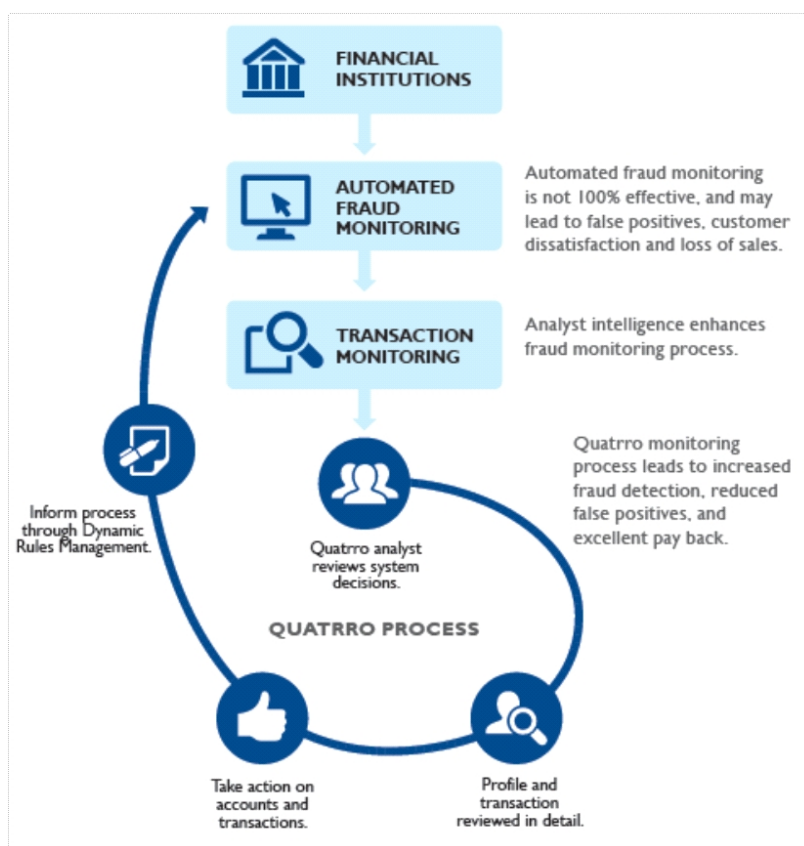 FINANCIAL
INSTITUTIONS
AUTOMATED
FRAUD
MONITORING
Automated fraud monitoring
is not 100% effective, and may
lead to false positives, customer
dissatisfaction and loss of sales.
TRANSACTION
MONITORING
Analyst intelligence enhances
fraud monitoring process.
Quatrro monitoring
process leads to increased
fraud detection, reduced
false positives, and
excellent pay back.
Quatrro analyst
reviews system
decisions.
Inform process
through Dynamic
Rules Management.
QUATRRO PROCESS
Take action on
accounts and
transactions.
Profile and
transaction
reviewed in detail.